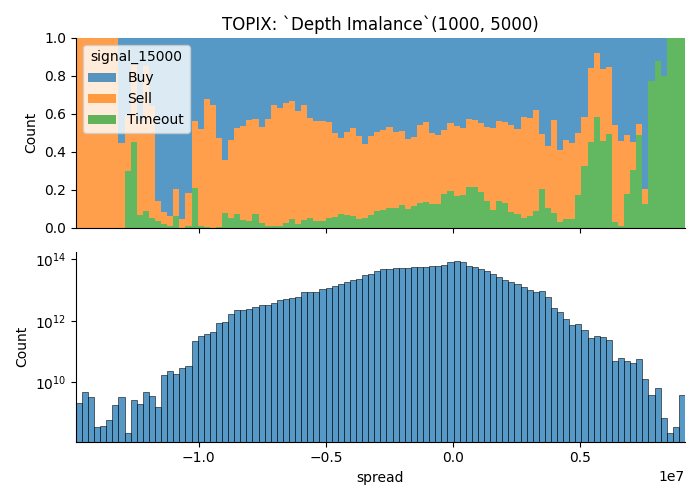 TOPIX: `Depth Imalance`(1000, 5000)
1.0
0.8
0.6
0.4
0.2
0.0
Count
signal_15000
Buy
Sell
Timeout
10^14
10^12
10^10
Count
−1.0
−0.5
0.0
0.5
1e7
spread